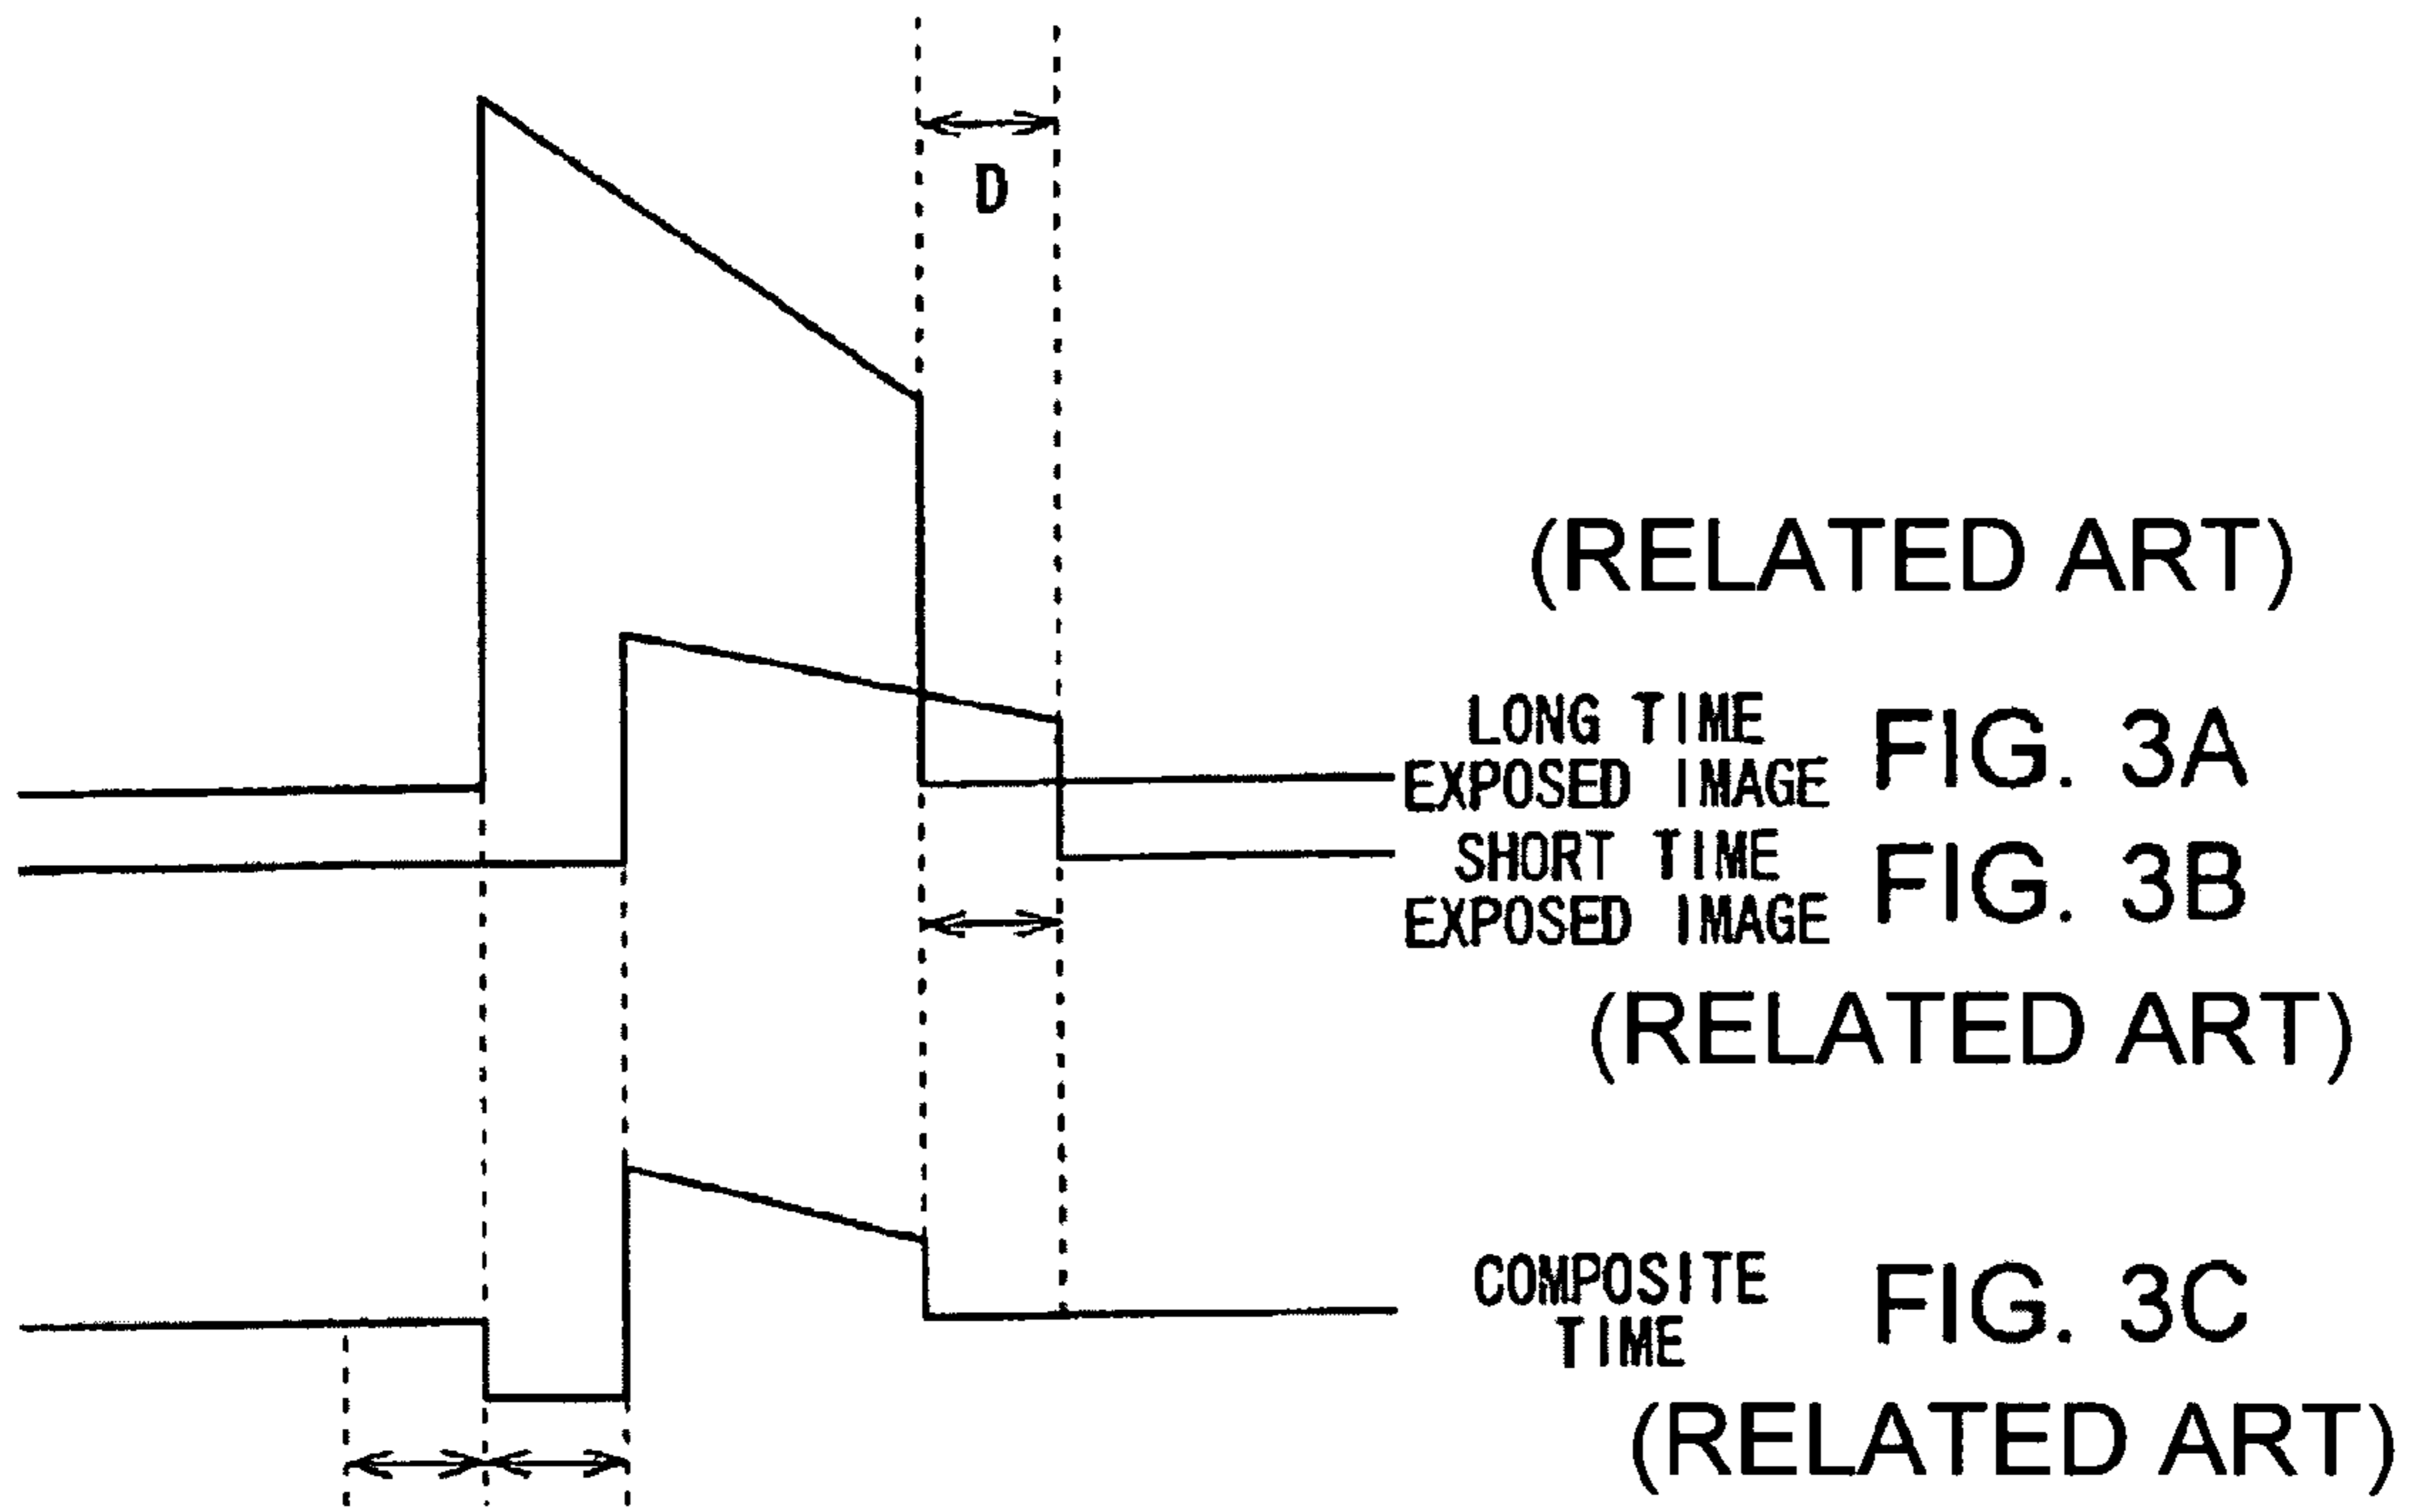 D
(RELATED ART)
LONG TIME
EXPOSED IMAGE
FIG. 3A
SHORT TIME
EXPOSED IMAGE
FIG. 3B
(RELATED ART)
COMPOSITE
TIME
FIG. 3C
(RELATED ART)